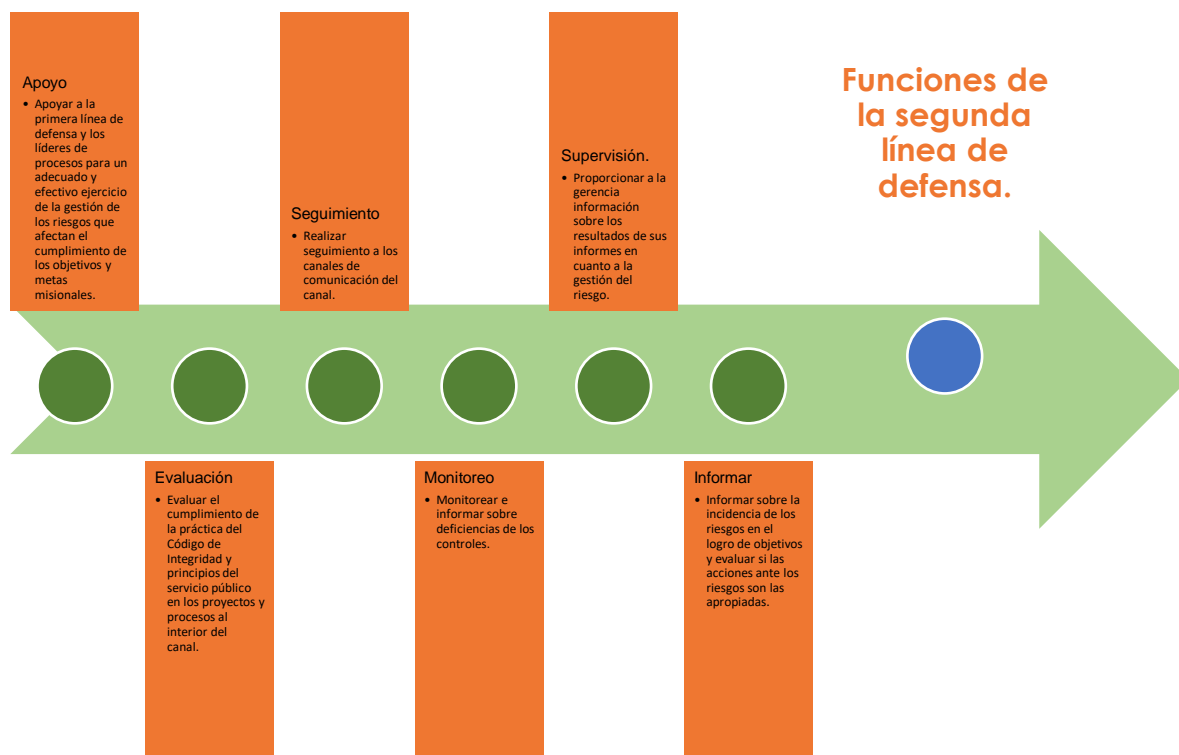 Funciones de
la segunda
línea de
defensa.
Apoyo
• Apoyar a la
primera línea de
defensa y los
líderes de
procesos para un
adecuado y
efectivo ejercicio
de la gestión de
los riesgos que
afectan el
cumplimiento de
los objetivos y
metas
misionales.
Evaluación
• Evaluar el
cumplimiento de
la práctica del
Código de
Integridad y
principios del
servicio público
en los proyectos y
procesos al
interior del
canal.
Seguimiento
• Realizar
seguimiento a los
canales de
comunicación del
canal.
Monitoreo
• Monitorear e
informar sobre
deficiencias de los
controles.
Supervisión.
• Proporcionar a la
gerencia
información
sobre los
resultados de sus
informes en
cuanto a la
gestión del
riesgo.
Informar
• Informar sobre la
incidencia de los
riesgos en el
logro de objetivos
y evaluar si las
acciones ante los
riesgos son las
apropiadas.